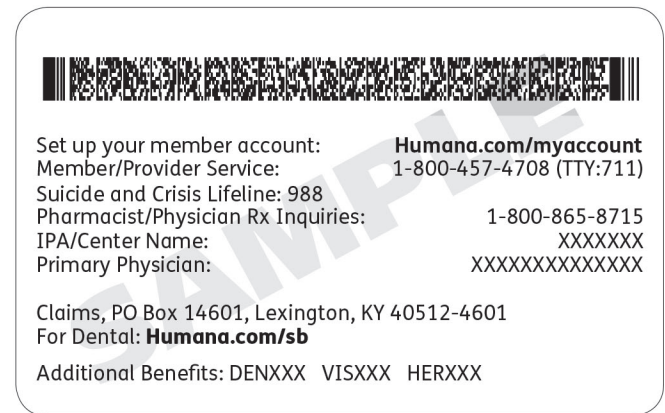 Set up your member account: Humana.com/myaccount
Member/Provider Service: 1-800-457-4708 (TTY:711)
Suicide and Crisis Lifeline: 988
Pharmacist/Physician Rx Inquiries: 1-800-865-8715
IPA/Center Name: XXXXXXX
Primary Physician: XXXXXXXXXXXXXX
Claims, PO Box 14601, Lexington, KY 40512-4601
For Dental: Humana.com/sb
Additional Benefits: DENXXX VISXXX HERXXX
SAMPLE